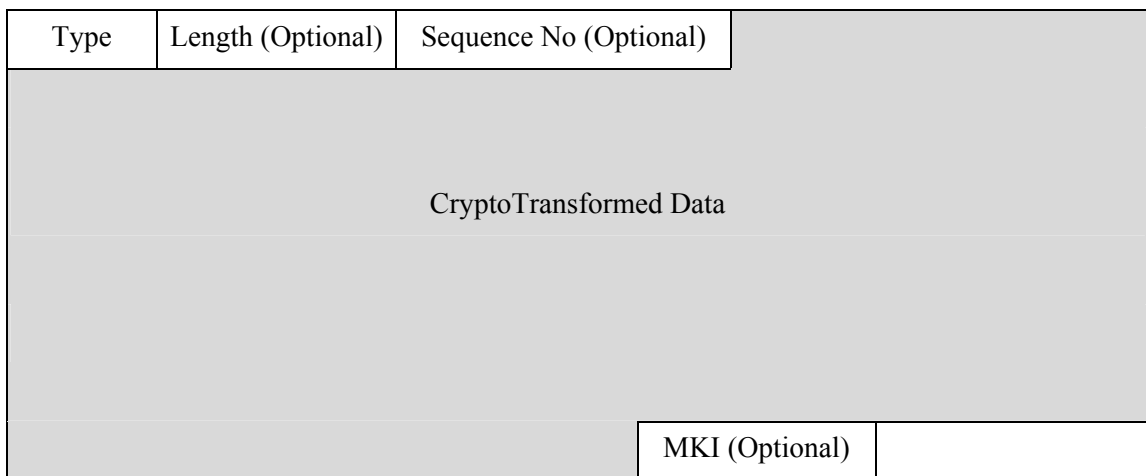 Type Length (Optional) Sequence No (Optional)
CryptoTransformed Data
MKI (Optional)